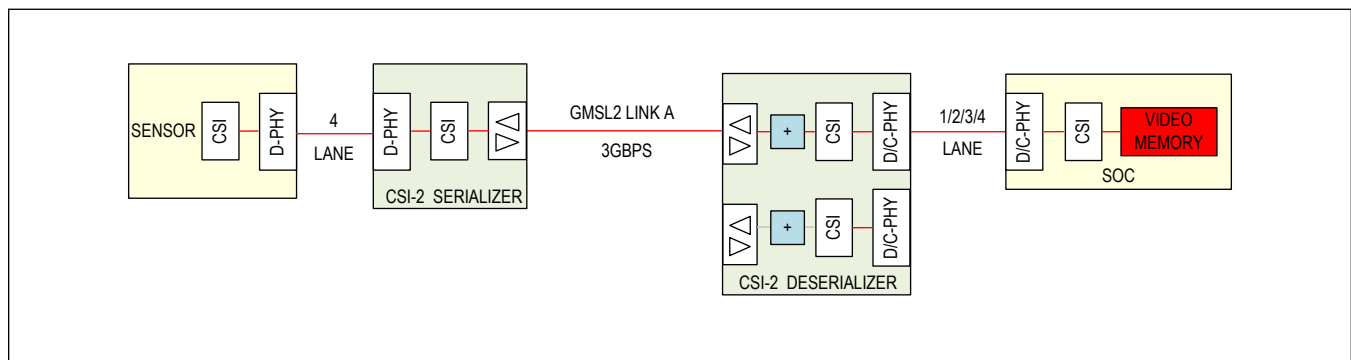 SENSOR
CSI
D-PHY
4
LANE
D-PHY
CSI
CSI-2 SERIALIZER
GMSL2 LINK A
3GBPS
+
CSI
D/C-PHY
+
CSI
D/C-PHY
CSI-2 DESERIALIZER
1/2/3/4
LANE
D/C-PHY
CSI
VIDEO
MEMORY
SOC